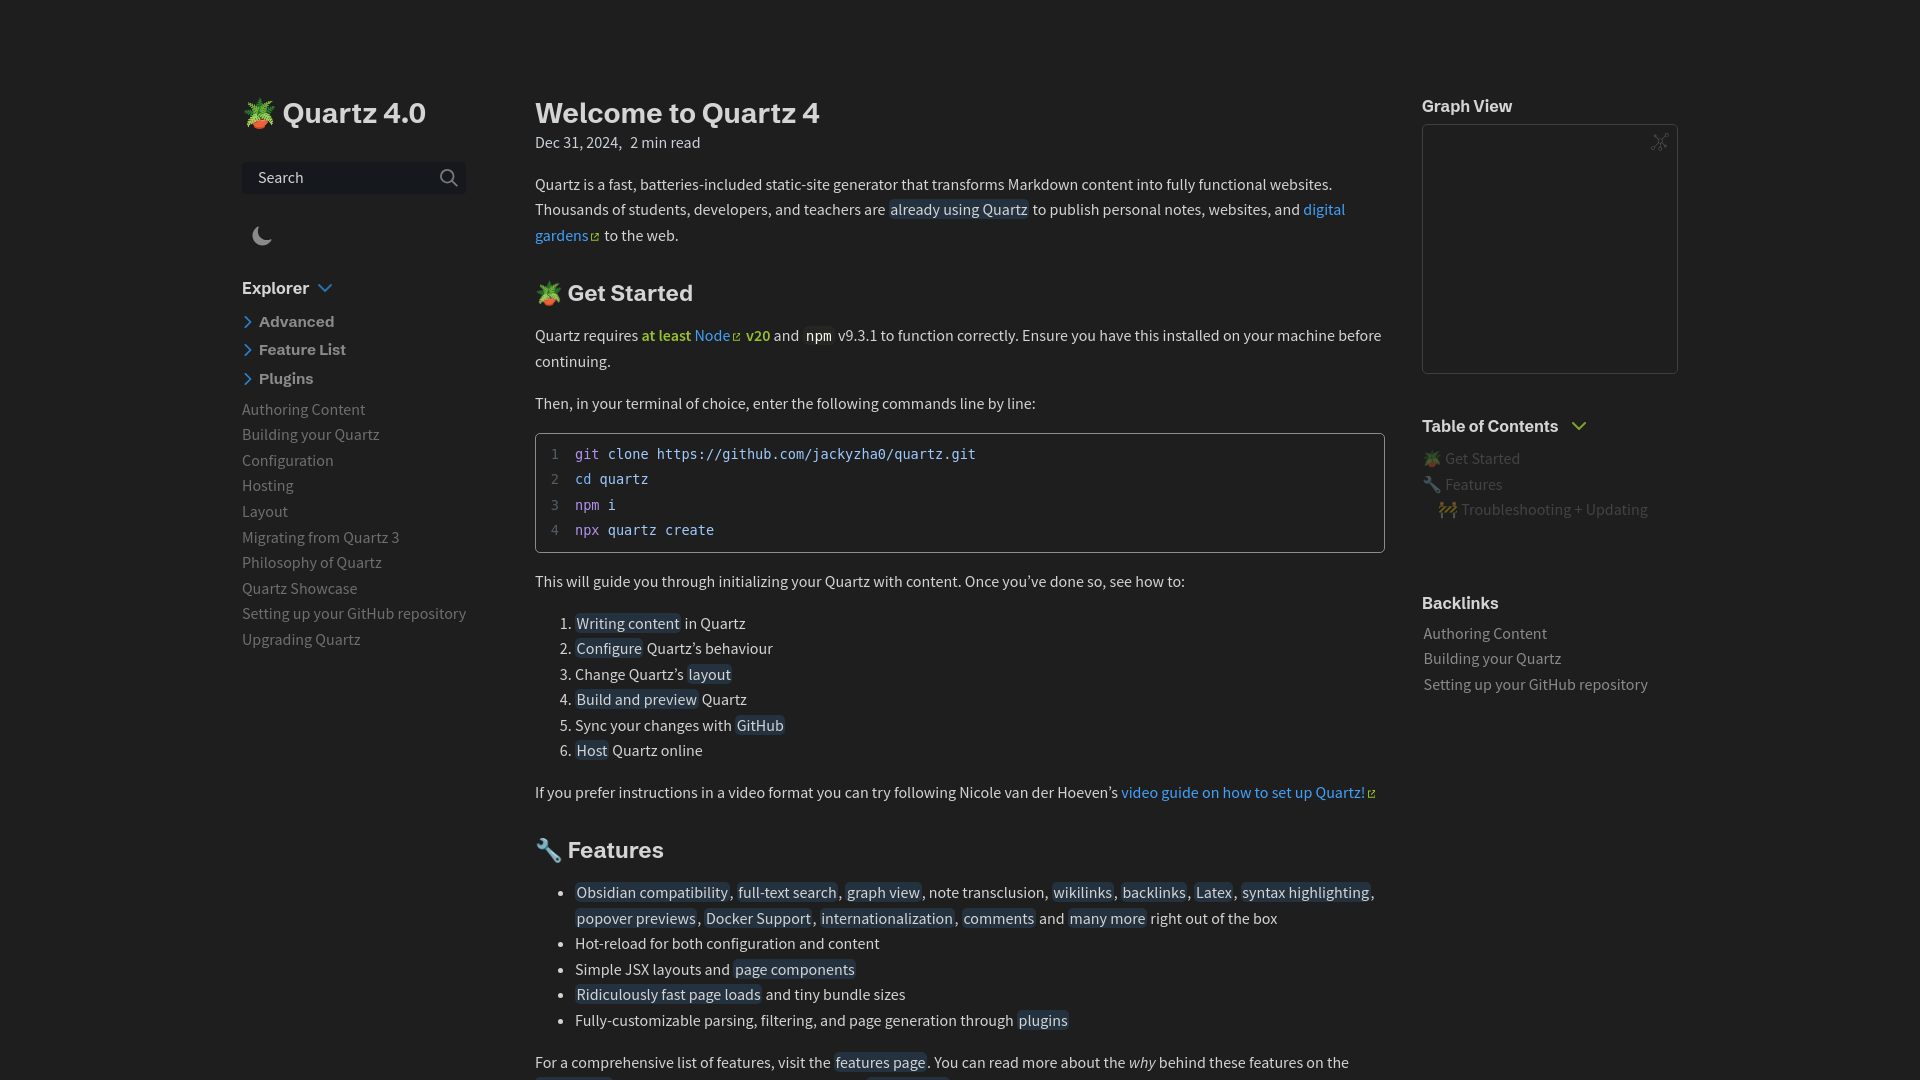 🪴 Quartz 4.0
Search
Explorer
Advanced
Feature List
Plugins
Authoring Content
Building your Quartz
Configuration
Hosting
Layout
Migrating from Quartz 3
Philosophy of Quartz
Quartz Showcase
Setting up your GitHub repository
Upgrading Quartz
Welcome to Quartz 4
Dec 31, 2024, 2 min read
Quartz is a fast, batteries-included static-site generator that transforms Markdown content into fully functional websites.
Thousands of students, developers, and teachers are already using Quartz to publish personal notes, websites, and digital
gardens to the web.
🪴 Get Started
Quartz requires at least Node v20 and npm v9.3.1 to function correctly. Ensure you have this installed on your machine before
continuing.
Then, in your terminal of choice, enter the following commands line by line:
1 git clone https://github.com/jackyzha0/quartz.git
2 cd quartz
3 npm i
4 npx quartz create
This will guide you through initializing your Quartz with content. Once you’ve done so, see how to:
1. Writing content in Quartz
2. Configure Quartz’s behaviour
3. Change Quartz’s layout
4. Build and preview Quartz
5. Sync your changes with GitHub
6. Host Quartz online
If you prefer instructions in a video format you can try following Nicole van der Hoeven’s video guide on how to set up Quartz!
🔧 Features
• Obsidian compatibility, full-text search, graph view, note transclusion, wikilinks, backlinks, Latex, syntax highlighting,
popover previews, Docker Support, internationalization, comments and many more right out of the box
• Hot-reload for both configuration and content
• Simple JSX layouts and page components
• Ridiculously fast page loads and tiny bundle sizes
• Fully-customizable parsing, filtering, and page generation through plugins
For a comprehensive list of features, visit the features page. You can read more about the why behind these features on the
Graph View
Table of Contents
🪴 Get Started
🔧 Features
🚧 Troubleshooting + Updating
Backlinks
Authoring Content
Building your Quartz
Setting up your GitHub repository